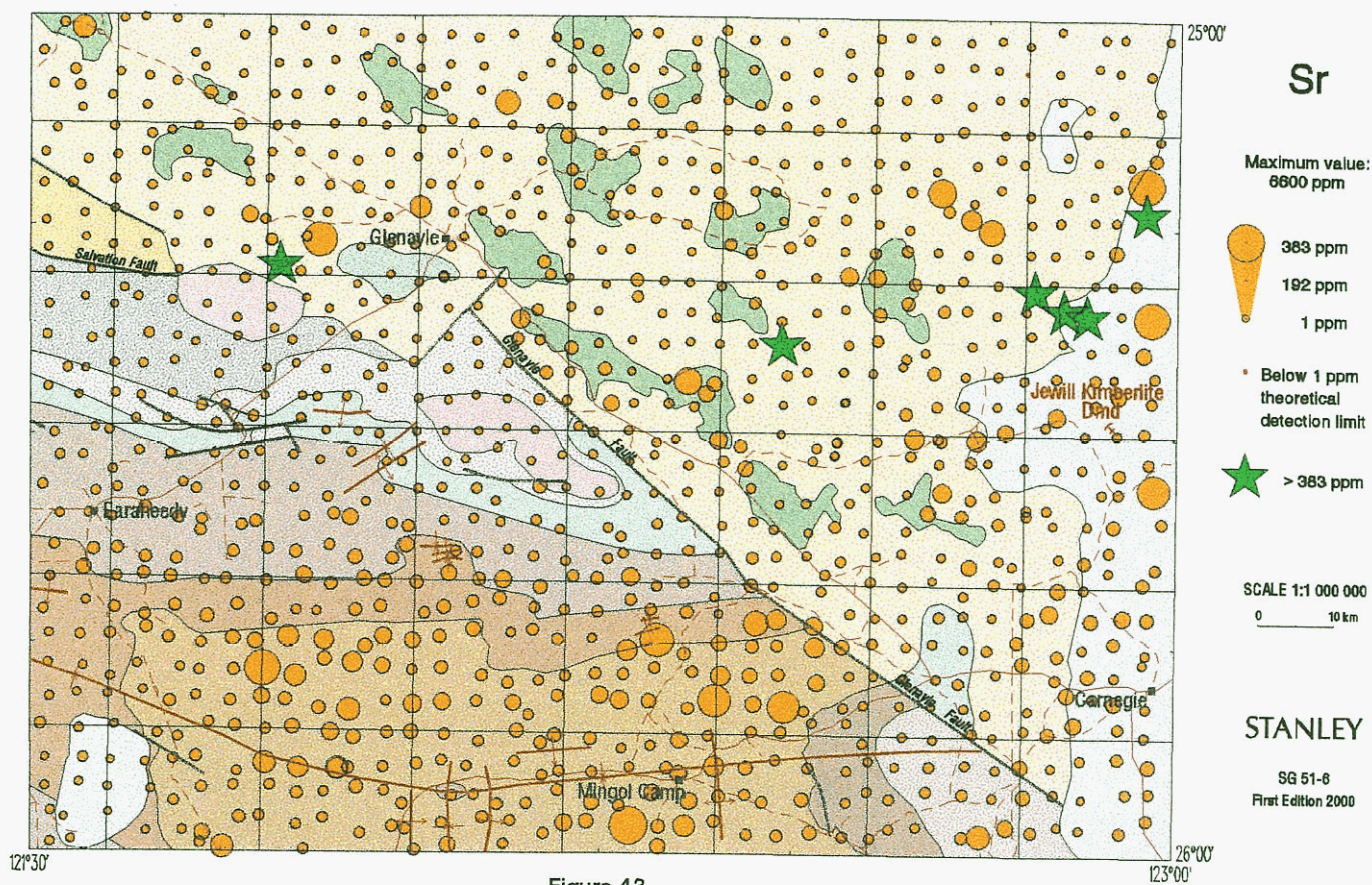 25°00'
Sr
Maximum value:
6600 ppm
383 ppm
192 ppm
1 ppm
Below 1 ppm
theoretical
detection limit
> 383 ppm
SCALE 1:1 000 000
0 10 km
STANLEY
SG 51-6
First Edition 2000
Glenayle
Salvation Fault
Glenayle
Fault
Jewill Kimberlite
Dmd
Earaheedy
Glenayle Fault
Carnegie
Mingol Camp
121°30'
26°00'
123°00'
Figure 43